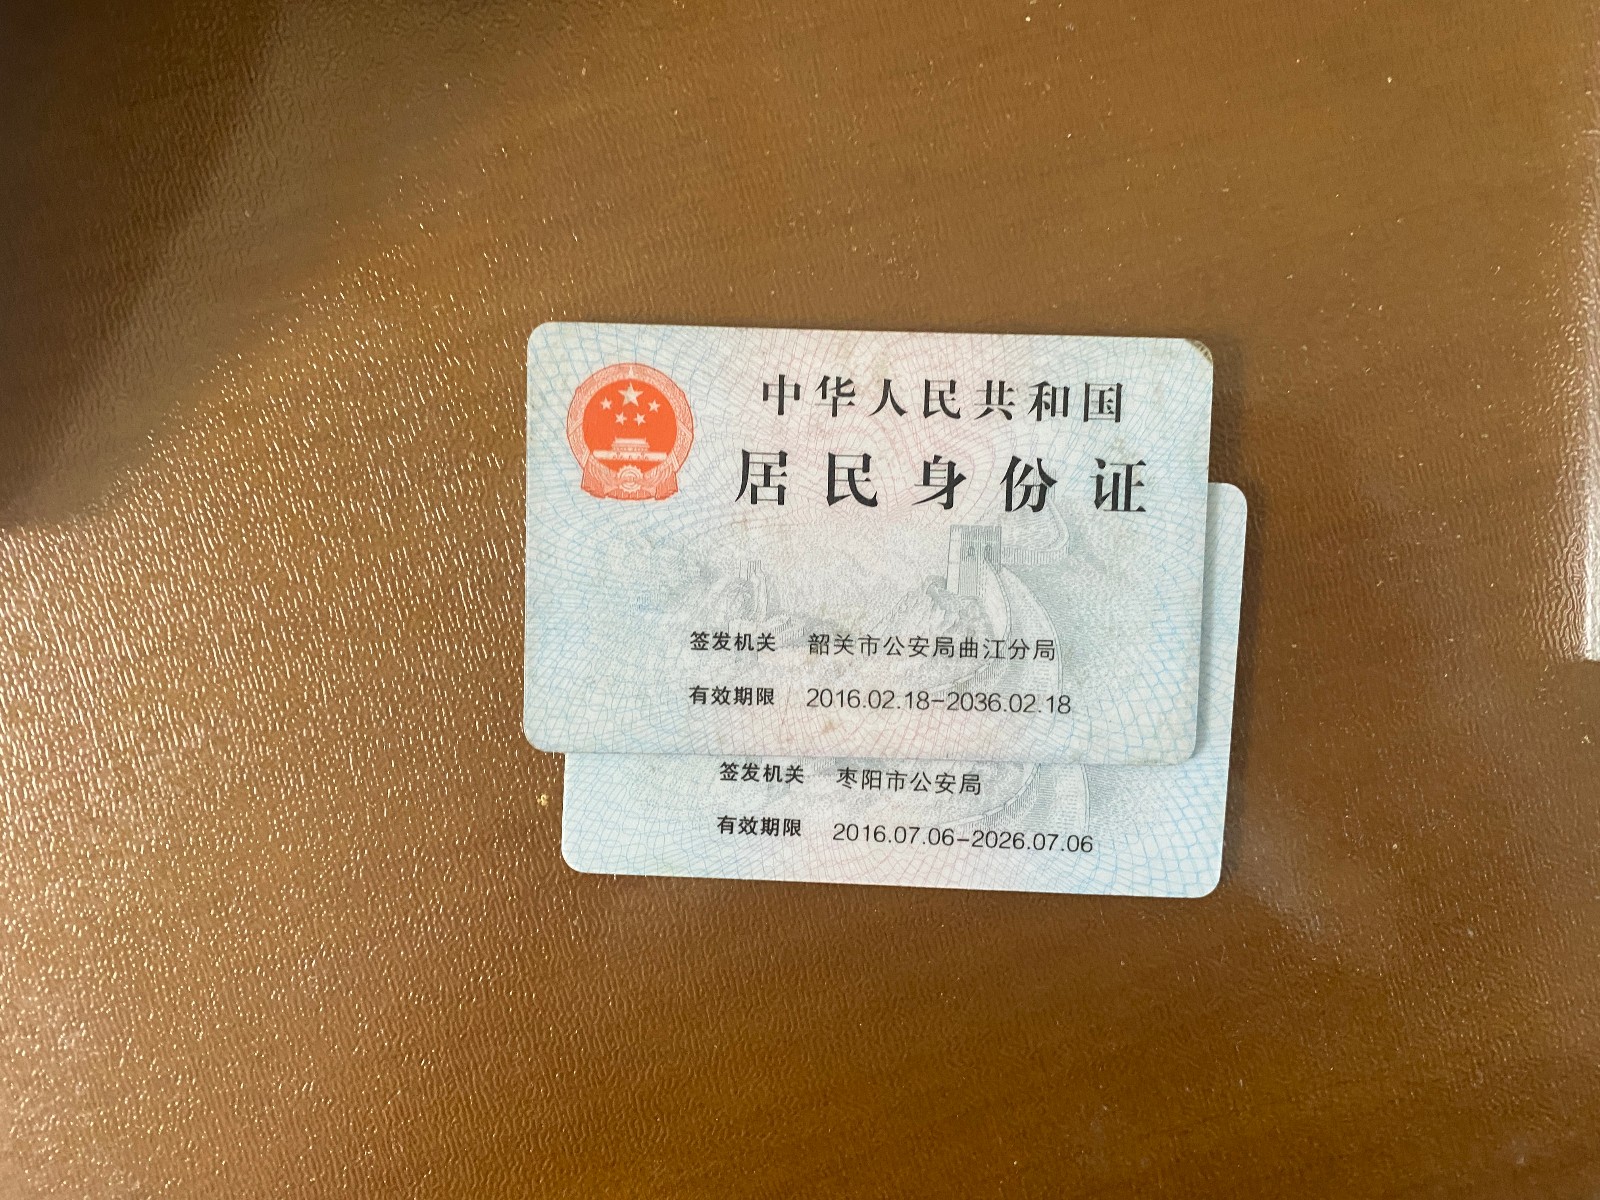 中华人民共和国
居民身份证
签发机关 韶关市公安局曲江分局
有效期限 2016.02.18-2036.02.18
签发机关 枣阳市公安局
有效期限 2016.07.06-2026.07.06